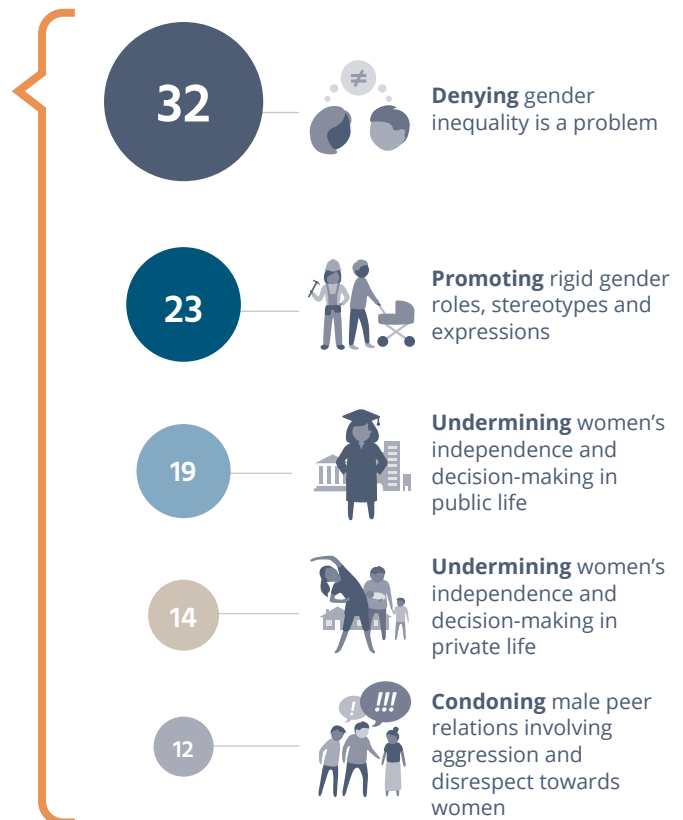 ≠
32
Denying gender
inequality is a problem
23
Promoting rigid gender
roles, stereotypes and
expressions
19
Undermining women’s
independence and
decision-making in
public life
14
Undermining women’s
independence and
decision-making in
private life
! !!!
12
Condoning male peer
relations involving
aggression and
disrespect towards
women